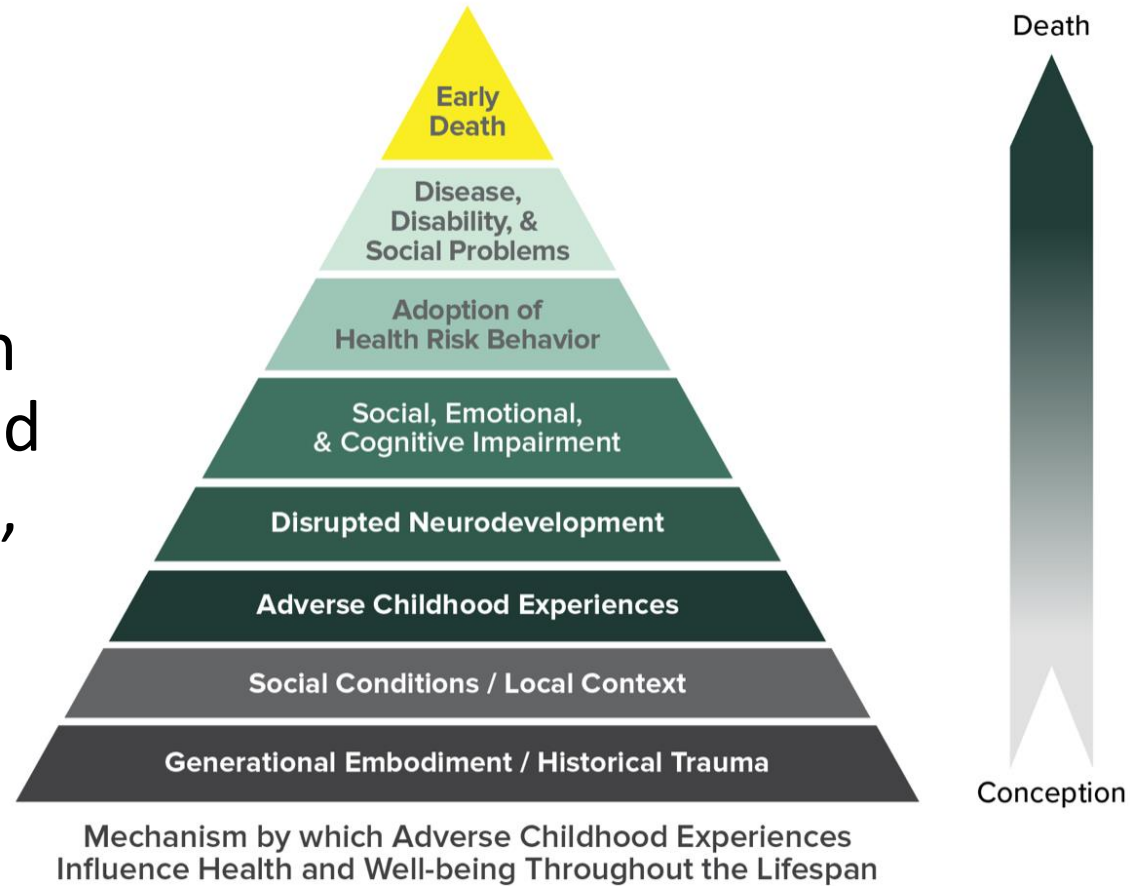 Death
Early
Death
Disease,
Disability, &
Social Problems
Adoption of
Health Risk Behavior
Social, Emotional,
& Cognitive Impairment
Disrupted Neurodevelopment
Adverse Childhood Experiences
Social Conditions / Local Context
Generational Embodiment / Historical Trauma
Conception
Mechanism by which Adverse Childhood Experiences
Influence Health and Well-being Throughout the Lifespan